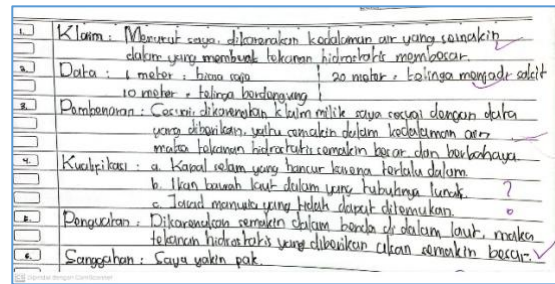 1. Klaim : Menurut saya, dikarenakan kedalaman air yang semakin
dalam yang membuat tekanan hidrostatis membesar.
2. Data : 1 meter, biasa saja | 20 meter, telinga menjadi sakit
10 meter, telinga berdengung
3. Pembenaran : Sesuai, dikarenakan klaim milik saya sesuai dengan data
yang diberikan, yaitu semakin dalam kedalaman air
maka tekanan hidrostatis semakin besar dan berbahaya
4. Kualifikasi : a. Kapal selam yang hancur karena terlalu dalam
b. Ikan bawah laut dalam yang tubuhnya lunak. ?
c. Jasad manusia yang tidak dapat ditemukan.
5. Penguatan : Dikarenakan semakin dalam benda di dalam laut, maka
tekanan hidrostatis yang diberikan akan semakin besar.
6. Sanggahan : Saya yakin pak.
CS